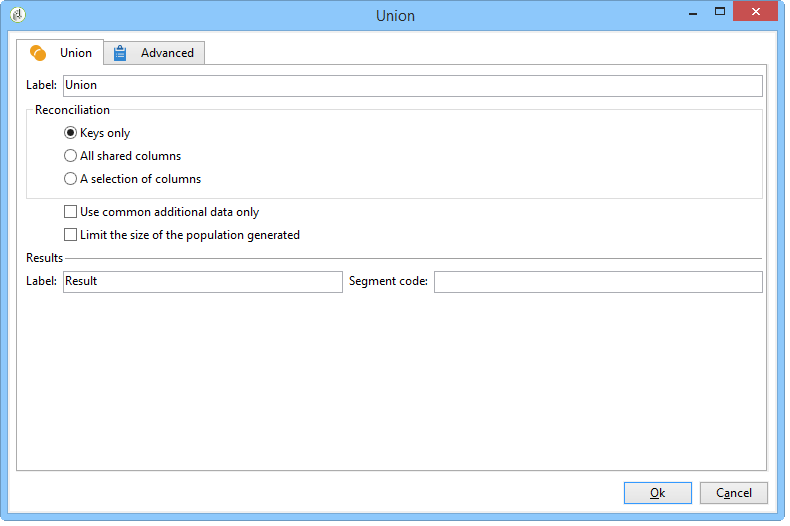 Union
Union Advanced
Label: Union
Reconciliation
Keys only
All shared columns
A selection of columns
Use common additional data only
Limit the size of the population generated
Results
Label: Result Segment code:
Ok Cancel